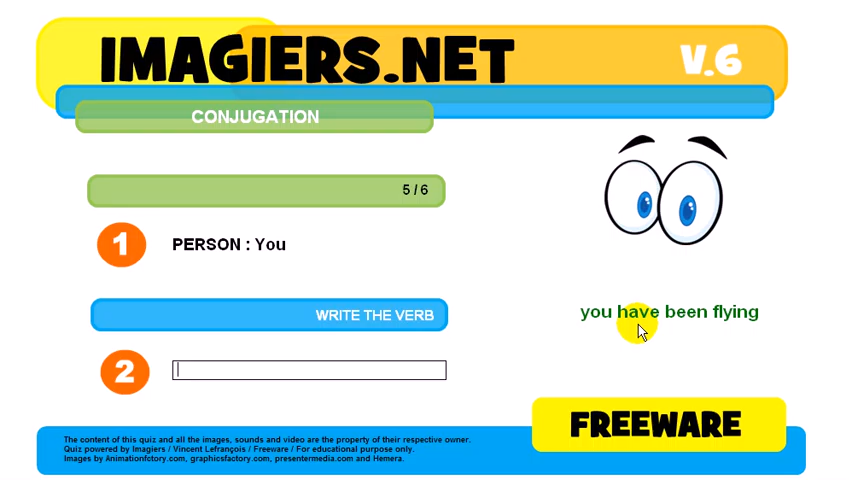 IMAGIERS.NET
V.6
CONJUGATION
5 / 6
1
PERSON : You
you have been flying
WRITE THE VERB
2
FREEWARE
The content of this quiz and all the images, sounds and video are the property of their respective owner.
Quiz powered by Imagiers / Vincent Lefrançois / Freeware / For educational purpose only.
Images by Animationfctory.com, graphicsfactory.com, presentermedia.com and Hemera.